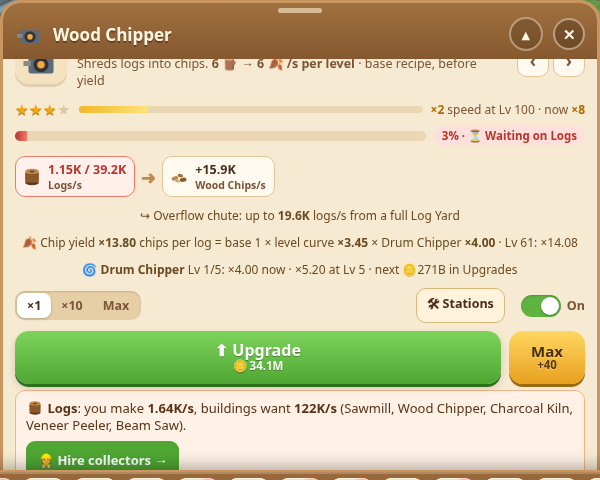 Wood Chipper
Shreds logs into chips. 6 🪵 → 6 🍂 /s per level · base recipe, before
yield
×2 speed at Lv 100 · now ×8
3% · ⏳ Waiting on Logs
1.15K / 39.2K
Logs/s
➜
+15.9K
Wood Chips/s
↪ Overflow chute: up to 19.6K logs/s from a full Log Yard
🍂 Chip yield ×13.80 chips per log = base 1 × level curve ×3.45 × Drum Chipper ×4.00 · Lv 61: ×14.08
🌀 Drum Chipper Lv 1/5: ×4.00 now · ×5.20 at Lv 5 · next 🪙271B in Upgrades
×1 ×10 Max
🛠 Stations
On
⬆ Upgrade
🪙 34.1M
Max
+40
🪵 Logs: you make 1.64K/s, buildings want 122K/s (Sawmill, Wood Chipper, Charcoal Kiln,
Veneer Peeler, Beam Saw).
👷 Hire collectors →